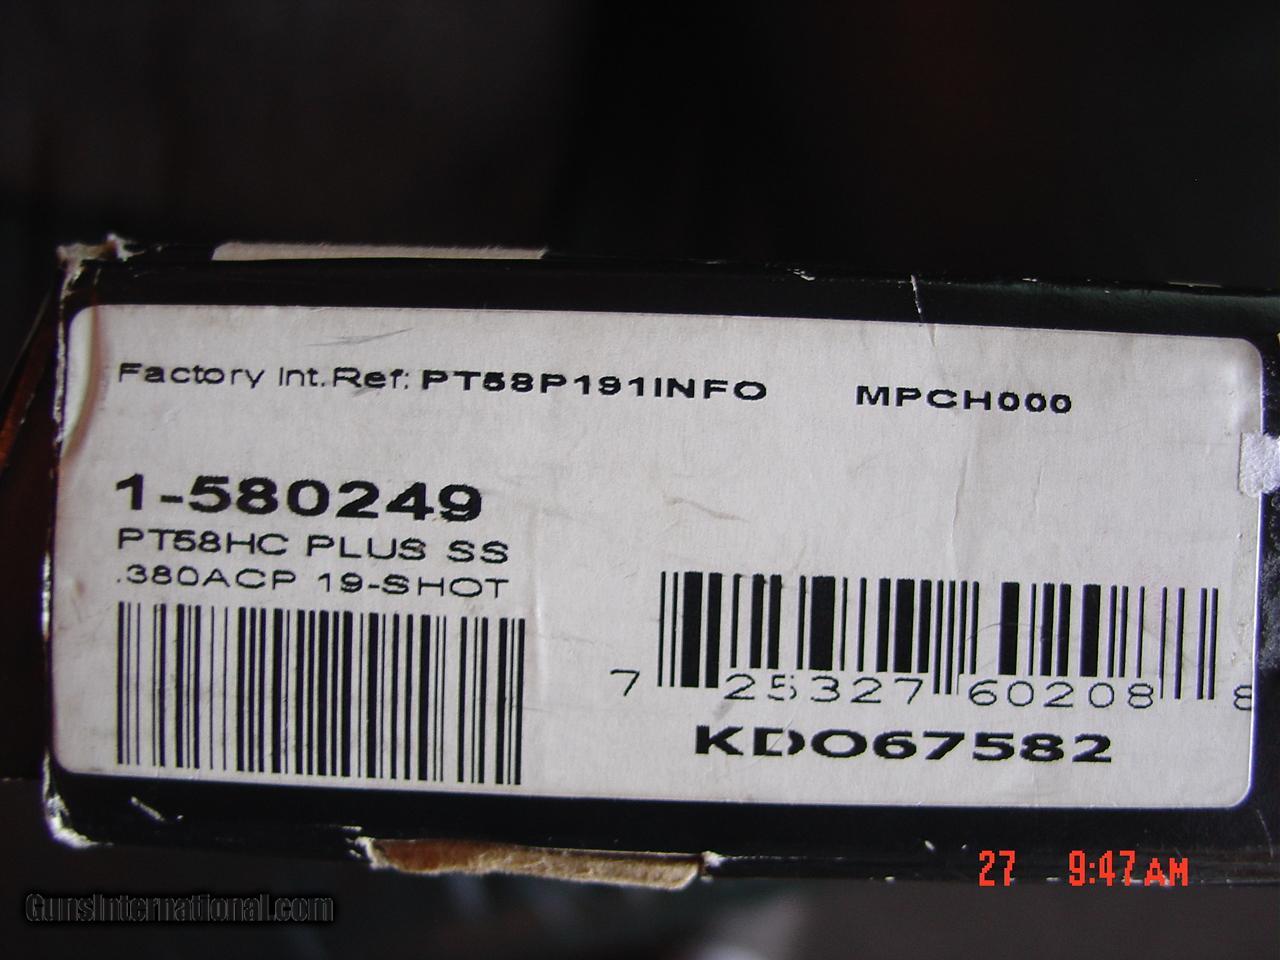 Factory Int. Ref: PT58P191INFO MPCH000
1-580249
PT58HC PLUS SS
.380ACP 19-SHOT
7 25327 60208 8
KDO67582
27 9:47AM
GunsInternational.com